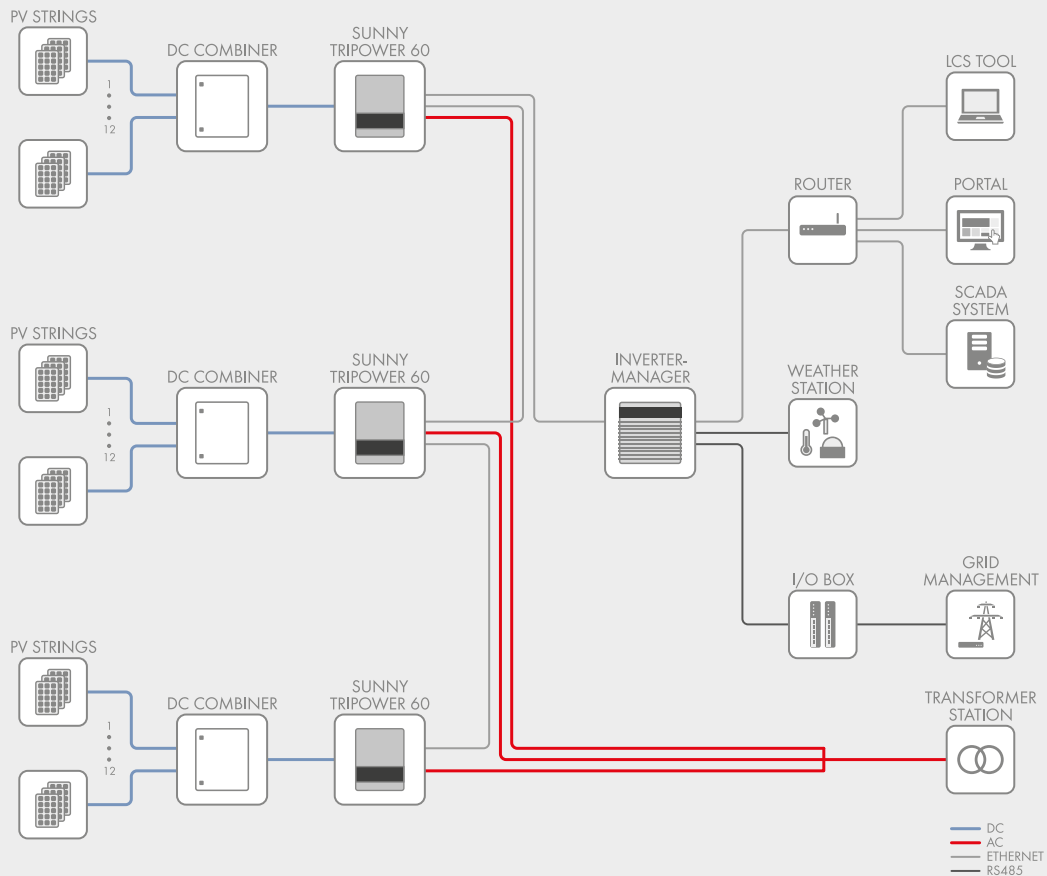 PV STRINGS
DC COMBINER
SUNNY
TRIPOWER 60
1
12
LCS TOOL
ROUTER
PORTAL
SCADA
SYSTEM
PV STRINGS
DC COMBINER
SUNNY
TRIPOWER 60
1
12
INVERTER-
MANAGER
WEATHER
STATION
I/O BOX
GRID
MANAGEMENT
PV STRINGS
DC COMBINER
SUNNY
TRIPOWER 60
1
12
TRANSFORMER
STATION
DC
AC
ETHERNET
RS485